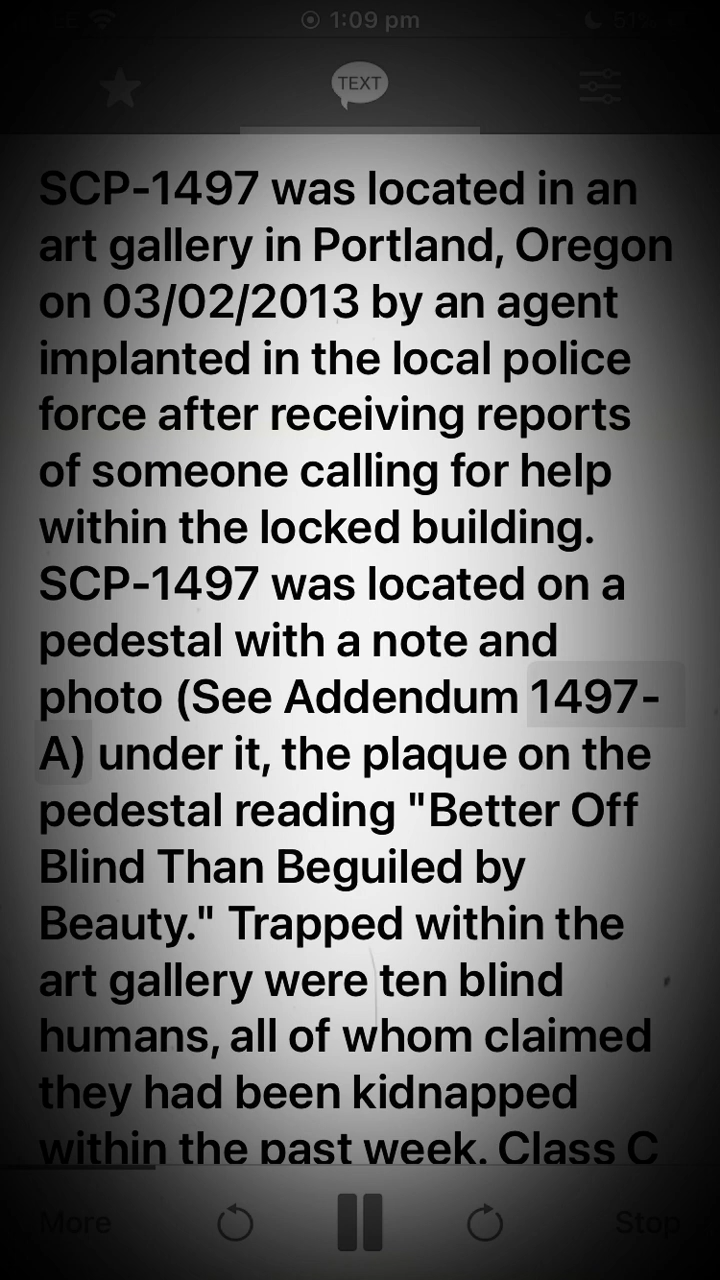 1:09 pm
TEXT
SCP-1497 was located in an
art gallery in Portland, Oregon
on 03/02/2013 by an agent
implanted in the local police
force after receiving reports
of someone calling for help
within the locked building.
SCP-1497 was located on a
pedestal with a note and
photo (See Addendum 1497-
A) under it, the plaque on the
pedestal reading "Better Off
Blind Than Beguiled by
Beauty." Trapped within the
art gallery were ten blind
humans, all of whom claimed
they had been kidnapped
within the past week. Class C
More
Stop